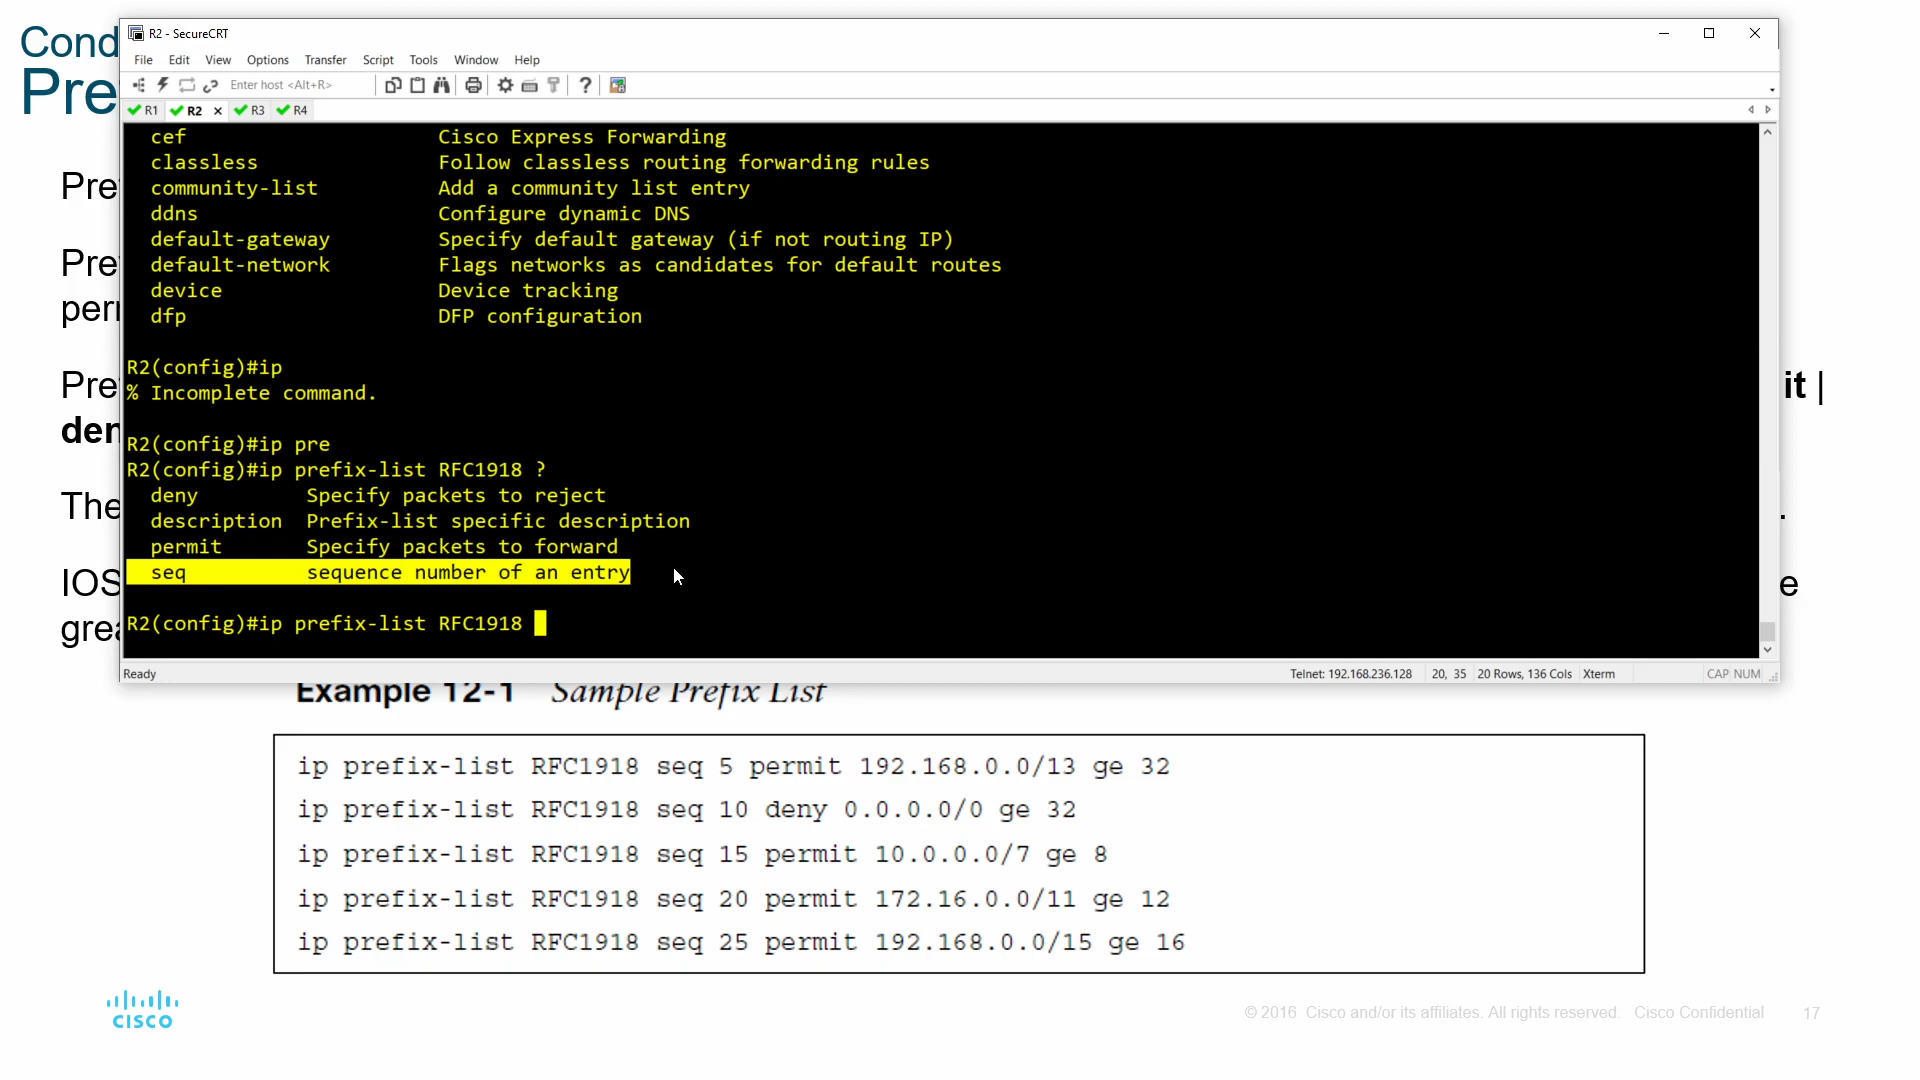 Cond
Pre
R2 - SecureCRT
File Edit View Options Transfer Script Tools Window Help
Enter host <Alt+R>
R1 R2 R3 R4
cef Cisco Express Forwarding
classless Follow classless routing forwarding rules
community-list Add a community list entry
ddns Configure dynamic DNS
default-gateway Specify default gateway (if not routing IP)
default-network Flags networks as candidates for default routes
device Device tracking
dfp DFP configuration
R2(config)#ip
% Incomplete command.
R2(config)#ip pre
R2(config)#ip prefix-list RFC1918 ?
deny Specify packets to reject
description Prefix-list specific description
permit Specify packets to forward
seq sequence number of an entry
R2(config)#ip prefix-list RFC1918
Ready Telnet: 192.168.236.128 20, 35 20 Rows, 136 Cols Xterm CAP NUM
Pre
Pre
per
Pre it |
den
The .
IOS e
grea
Example 12-1 Sample Prefix List
ip prefix-list RFC1918 seq 5 permit 192.168.0.0/13 ge 32
ip prefix-list RFC1918 seq 10 deny 0.0.0.0/0 ge 32
ip prefix-list RFC1918 seq 15 permit 10.0.0.0/7 ge 8
ip prefix-list RFC1918 seq 20 permit 172.16.0.0/11 ge 12
ip prefix-list RFC1918 seq 25 permit 192.168.0.0/15 ge 16
CISCO
© 2016 Cisco and/or its affiliates. All rights reserved. Cisco Confidential 17